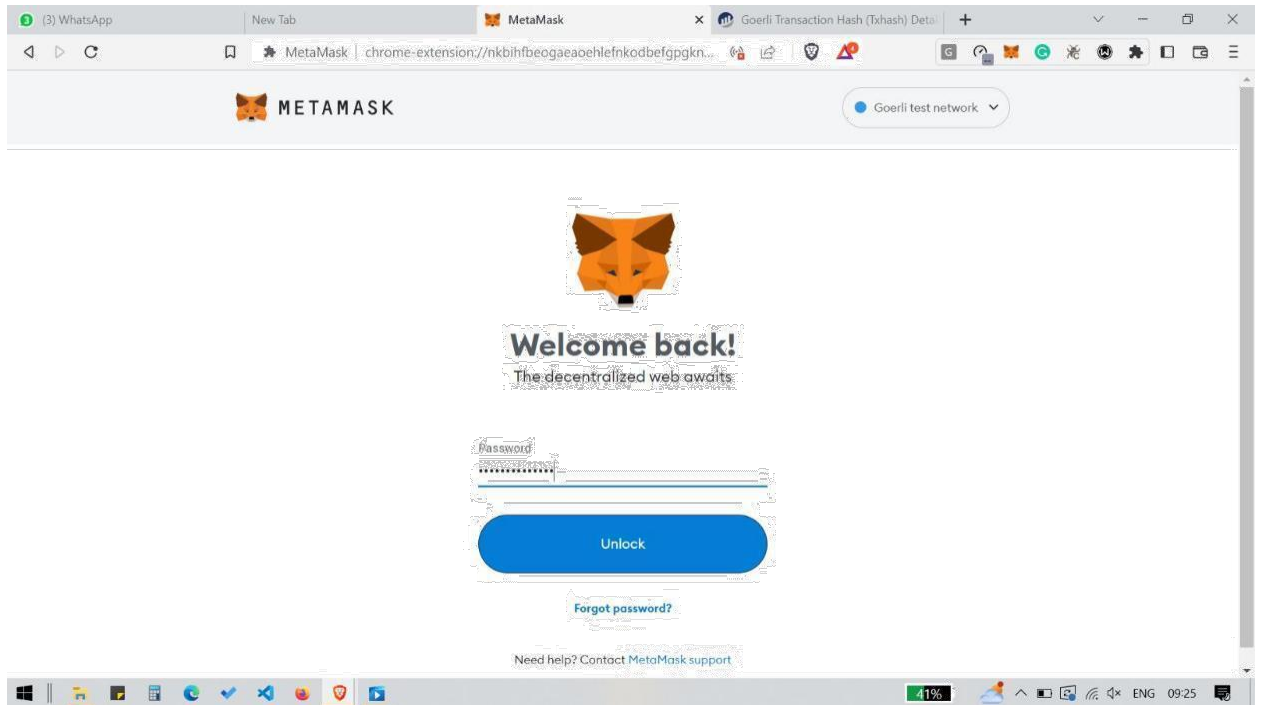 (3) WhatsApp
New Tab
MetaMask
Goerli Transaction Hash (Txhash) Deta
MetaMask | chrome-extension://nkbihfbeogaeaoehlefnkodbefgpgkn...
METAMASK
Goerli test network
Welcome back!
The decentralized web awaits
Password
Unlock
Forgot password?
Need help? Contact MetaMask support
41%
ENG 09:25